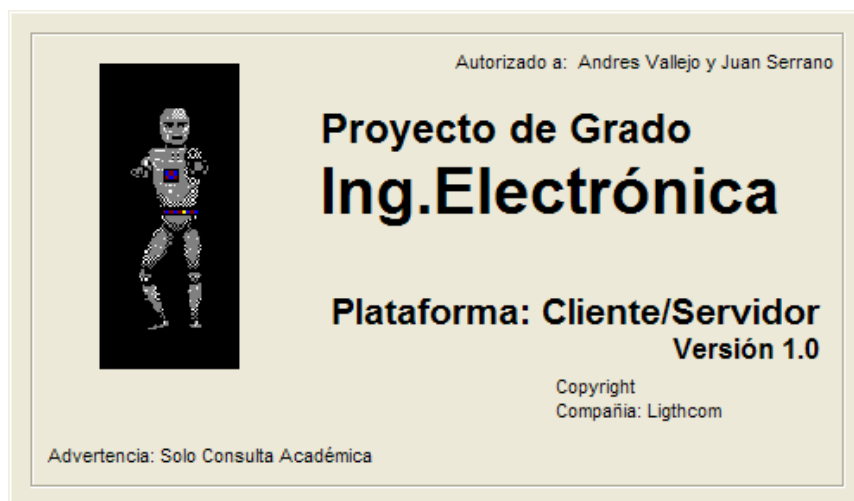 Autorizado a: Andres Vallejo y Juan Serrano
Proyecto de Grado
Ing.Electrónica
Plataforma: Cliente/Servidor
Versión 1.0
Copyright
Compañia: Ligthcom
Advertencia: Solo Consulta Académica